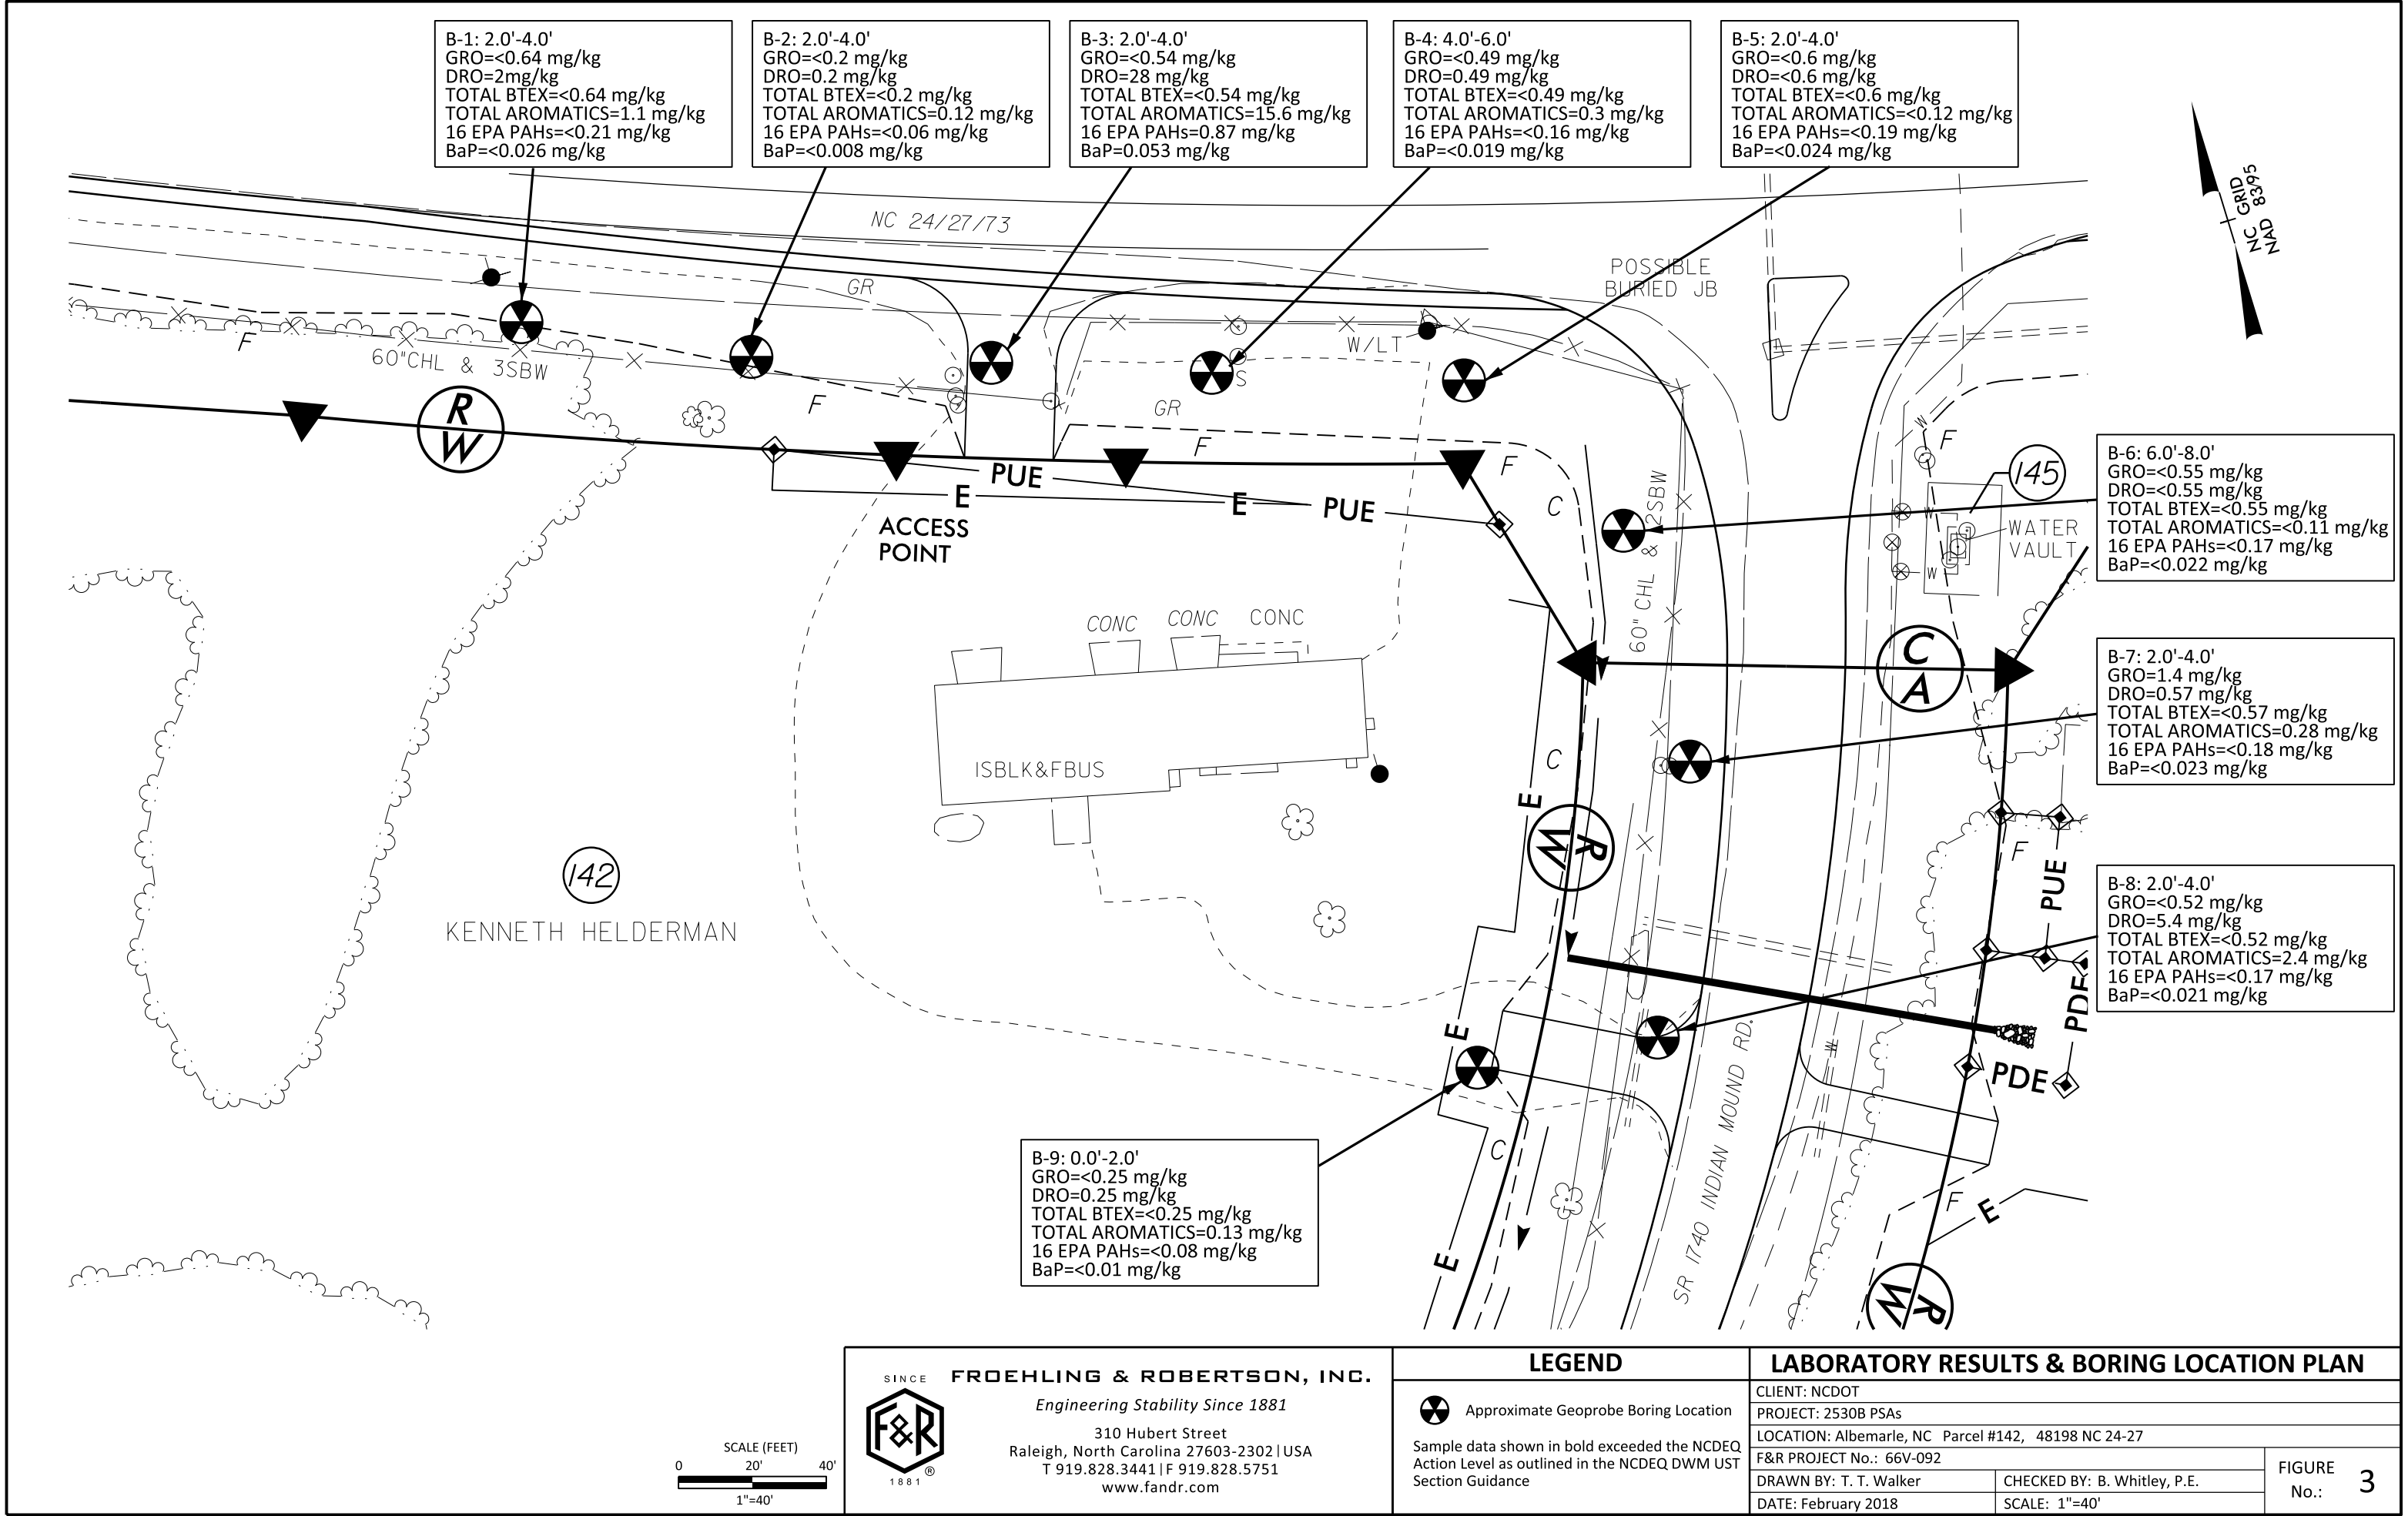 B-1: 2.0'-4.0'
GRO=<0.64 mg/kg
DRO=2mg/kg
TOTAL BTEX=<0.64 mg/kg
TOTAL AROMATICS=1.1 mg/kg
16 EPA PAHs=<0.21 mg/kg
BaP=<0.026 mg/kg
B-2: 2.0'-4.0'
GRO=<0.2 mg/kg
DRO=0.2 mg/kg
TOTAL BTEX=<0.2 mg/kg
TOTAL AROMATICS=0.12 mg/kg
16 EPA PAHs=<0.06 mg/kg
BaP=<0.008 mg/kg
B-3: 2.0'-4.0'
GRO=<0.54 mg/kg
DRO=28 mg/kg
TOTAL BTEX=<0.54 mg/kg
TOTAL AROMATICS=15.6 mg/kg
16 EPA PAHs=0.87 mg/kg
BaP=0.053 mg/kg
B-4: 4.0'-6.0'
GRO=<0.49 mg/kg
DRO=0.49 mg/kg
TOTAL BTEX=<0.49 mg/kg
TOTAL AROMATICS=0.3 mg/kg
16 EPA PAHs=<0.16 mg/kg
BaP=<0.019 mg/kg
B-5: 2.0'-4.0'
GRO=<0.6 mg/kg
DRO=<0.6 mg/kg
TOTAL BTEX=<0.6 mg/kg
TOTAL AROMATICS=<0.12 mg/kg
16 EPA PAHs=<0.19 mg/kg
BaP=<0.024 mg/kg
NC GRID
NAD 83/95
NC 24/27/73
GR
POSSIBLE
BURIED JB
F
60"CHL & 3SBW
W/LT
S
GR
F
R
W
F
F
F
PUE
E
E
PUE
ACCESS
POINT
C
60" CHL & 2SBW
W
W
W
145
WATER
VAULT
B-6: 6.0'-8.0'
GRO=<0.55 mg/kg
DRO=<0.55 mg/kg
TOTAL BTEX=<0.55 mg/kg
TOTAL AROMATICS=<0.11 mg/kg
16 EPA PAHs=<0.17 mg/kg
BaP=<0.022 mg/kg
CONC
CONC
CONC
C
A
B-7: 2.0'-4.0'
GRO=1.4 mg/kg
DRO=0.57 mg/kg
TOTAL BTEX=<0.57 mg/kg
TOTAL AROMATICS=0.28 mg/kg
16 EPA PAHs=<0.18 mg/kg
BaP=<0.023 mg/kg
ISBLK&FBUS
C
E
R
W
F
PUE
142
KENNETH HELDERMAN
B-8: 2.0'-4.0'
GRO=<0.52 mg/kg
DRO=5.4 mg/kg
TOTAL BTEX=<0.52 mg/kg
TOTAL AROMATICS=2.4 mg/kg
16 EPA PAHs=<0.17 mg/kg
BaP=<0.021 mg/kg
PDE
E
W
PDE
SR 1740 INDIAN MOUND RD.
B-9: 0.0'-2.0'
GRO=<0.25 mg/kg
DRO=0.25 mg/kg
TOTAL BTEX=<0.25 mg/kg
TOTAL AROMATICS=0.13 mg/kg
16 EPA PAHs=<0.08 mg/kg
BaP=<0.01 mg/kg
C
E
F
E
R
W
SCALE (FEET)
0 20' 40'
1"=40'
SINCE
F&R
®
1881
FROEHLING & ROBERTSON, INC.
Engineering Stability Since 1881
310 Hubert Street
Raleigh, North Carolina 27603-2302|USA
T 919.828.3441|F 919.828.5751
www.fandr.com
LEGEND
Approximate Geoprobe Boring Location
Sample data shown in bold exceeded the NCDEQ
Action Level as outlined in the NCDEQ DWM UST
Section Guidance
LABORATORY RESULTS & BORING LOCATION PLAN
CLIENT: NCDOT
PROJECT: 2530B PSAs
LOCATION: Albemarle, NC Parcel #142, 48198 NC 24-27
F&R PROJECT No.: 66V-092
DRAWN BY: T. T. Walker
CHECKED BY: B. Whitley, P.E.
DATE: February 2018
SCALE: 1"=40'
FIGURE
No.: 3